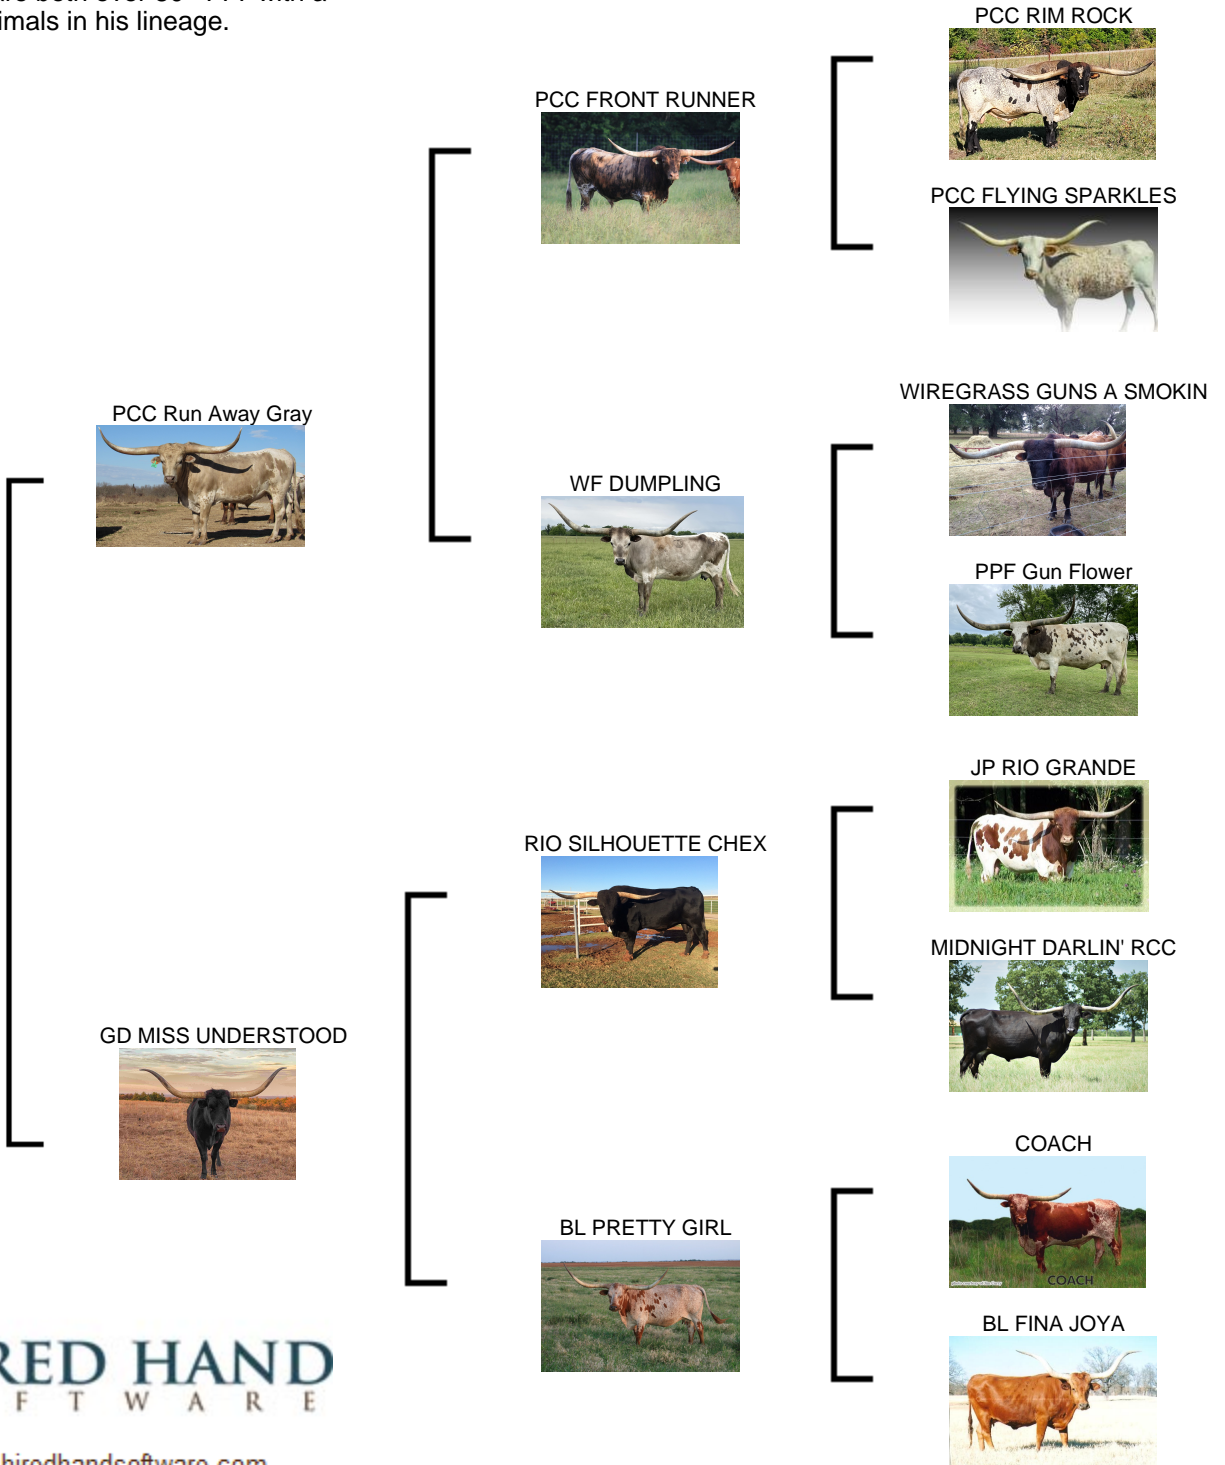 imals in his lineage.
PCC RIM ROCK
PCC FRONT RUNNER
PCC FLYING SPARKLES
WIREGRASS GUNS A SMOKIN
PCC Run Away Gray
WF DUMPLING
PPF Gun Flower
JP RIO GRANDE
RIO SILHOUETTE CHEX
MIDNIGHT DARLIN' RCC
GD MISS UNDERSTOOD
COACH
COACH
BL PRETTY GIRL
BL FINA JOYA
RED HAND
F T W A R E
hiredhandsoftware.com